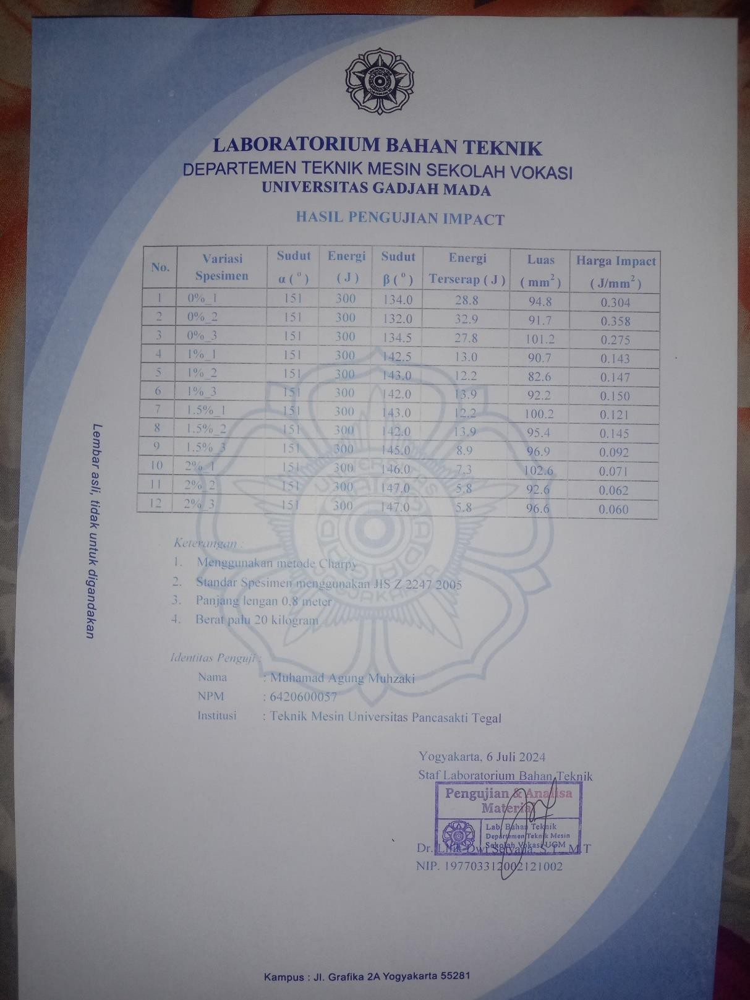 LABORATORIUM BAHAN TEKNIK
DEPARTEMEN TEKNIK MESIN SEKOLAH VOKASI
UNIVERSITAS GADJAH MADA
HASIL PENGUJIAN IMPACT
No. Variasi Spesimen Sudut α ( º ) Energi ( J ) Sudut β ( º ) Energi Terserap ( J ) Luas ( mm² ) Harga Impact ( J/mm² )
1 0%_1 151 300 134.0 28.8 94.8 0.304
2 0%_2 151 300 132.0 32.9 91.7 0.358
3 0%_3 151 300 134.5 27.8 101.2 0.275
4 1%_1 151 300 142.5 13.0 90.7 0.143
5 1%_2 151 300 143.0 12.2 82.6 0.147
6 1%_3 151 300 142.0 13.9 92.2 0.150
7 1.5%_1 151 300 143.0 12.2 100.2 0.121
8 1.5%_2 151 300 142.0 13.9 95.4 0.145
9 1.5%_3 151 300 145.0 8.9 96.9 0.092
10 2%_1 151 300 146.0 7.3 102.6 0.071
11 2%_2 151 300 147.0 5.8 92.6 0.062
12 2%_3 151 300 147.0 5.8 96.6 0.060
Lembar asli, tidak untuk digandakan
Keterangan :
1. Menggunakan metode Charpy
2. Standar Spesimen menggunakan JIS Z 2247 2005
3. Panjang lengan 0,8 meter
4. Berat palu 20 kilogram
Identitas Penguji :
Nama : Muhamad Agung Muhzaki
NPM : 6420600057
Institusi : Teknik Mesin Universitas Pancasakti Tegal
Yogyakarta, 6 Juli 2024
Staf Laboratorium Bahan Teknik
Pengujian & Analisa
Material
Lab. Bahan Teknik
Departemen Teknik Mesin
Sekolah Vokasi UGM
Dr. Lilik Dwi Setyana, S.T., M.T
NIP. 197703312002121002
Kampus : Jl. Grafika 2A Yogyakarta 55281